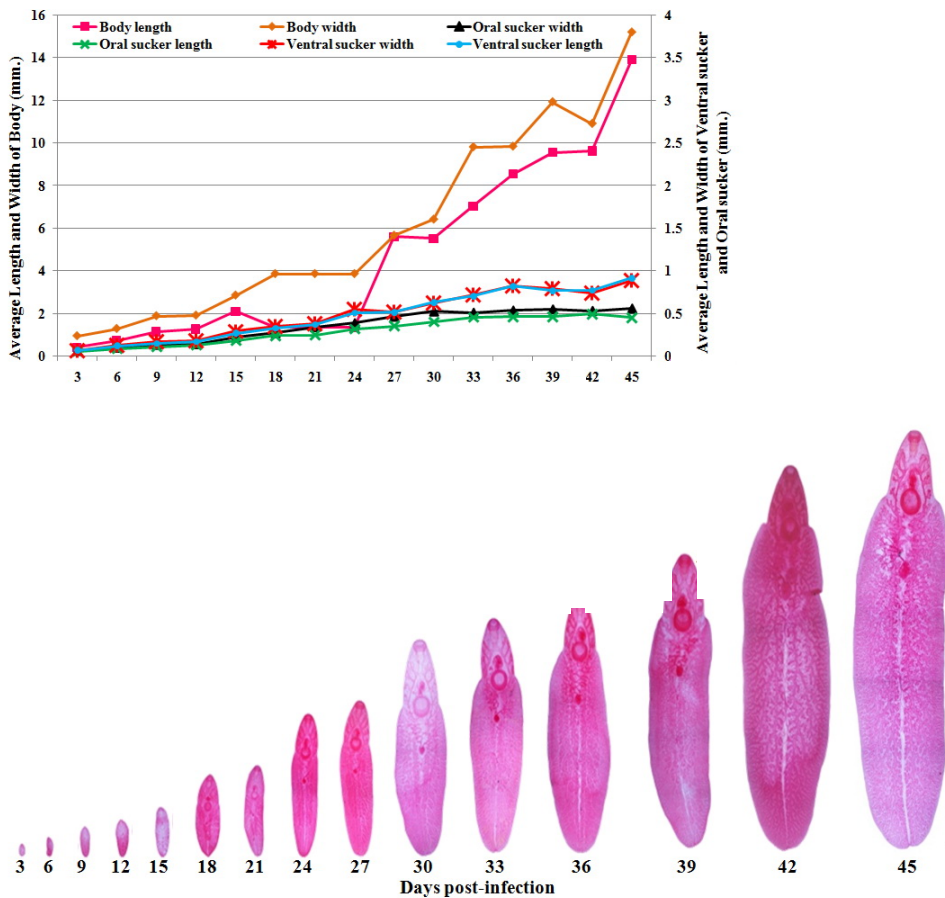 Body length Body width Oral sucker width
Oral sucker length Ventral sucker width Ventral sucker length
Average Length and Width of Body (mm.)
16
14
12
10
8
6
4
2
0
4
3.5
3
2.5
2
1.5
1
0.5
0
Average Length and Width of Ventral sucker
and Oral sucker (mm.)
3 6 9 12 15 18 21 24 27 30 33 36 39 42 45
3 6 9 12 15 18 21 24 27 30 33 36 39 42 45
Days post-infection